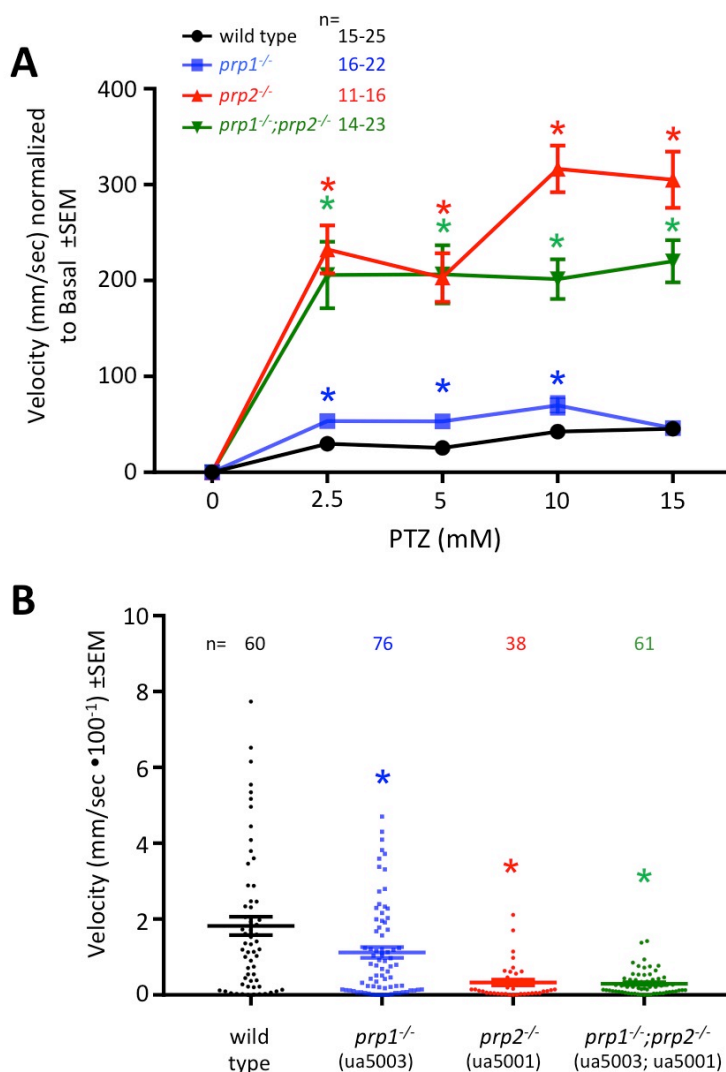 n=
wild type 15-25
prp1-/- 16-22
prp2-/- 11-16
prp1-/-;prp2-/- 14-23
A
Velocity (mm/sec) normalized
to Basal ±SEM
400
300
200
100
0
0 2.5 5 10 15
PTZ (mM)
* * * *
* * * *
* * *
B
Velocity (mm/sec •100⁻¹) ±SEM
10
8
6
4
2
0
n= 60 76 38 61
* * *
wild
type
prp1-/-
(ua5003)
prp2-/-
(ua5001)
prp1-/-;prp2-/-
(ua5003; ua5001)